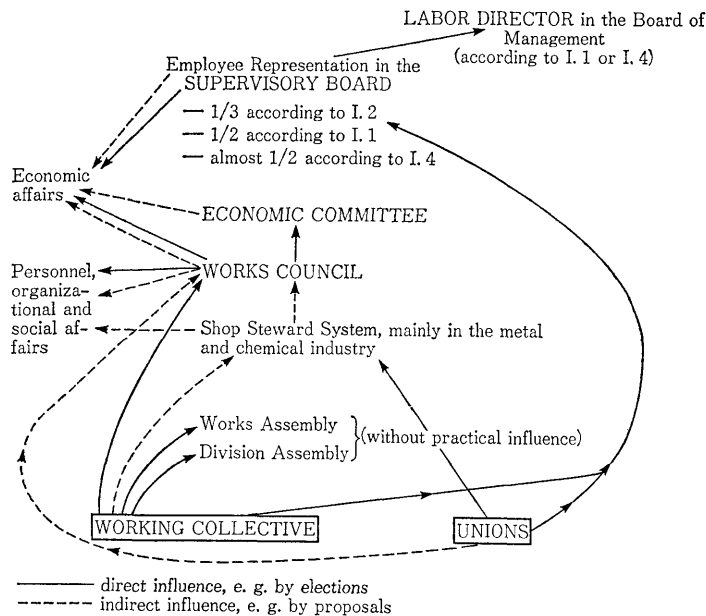 LABOR DIRECTOR in the Board of
Management
(according to I. 1 or I. 4)
Employee Representation in the
SUPERVISORY BOARD
— 1/3 according to I. 2
— 1/2 according to I. 1
— almost 1/2 according to I. 4
Economic
affairs
ECONOMIC COMMITTEE
Personnel,
organiza-
tional and
social af-
fairs
WORKS COUNCIL
Shop Steward System, mainly in the metal
and chemical industry
Works Assembly
Division Assembly
(without practical influence)
WORKING COLLECTIVE
UNIONS
direct influence, e. g. by elections
indirect influence, e. g. by proposals